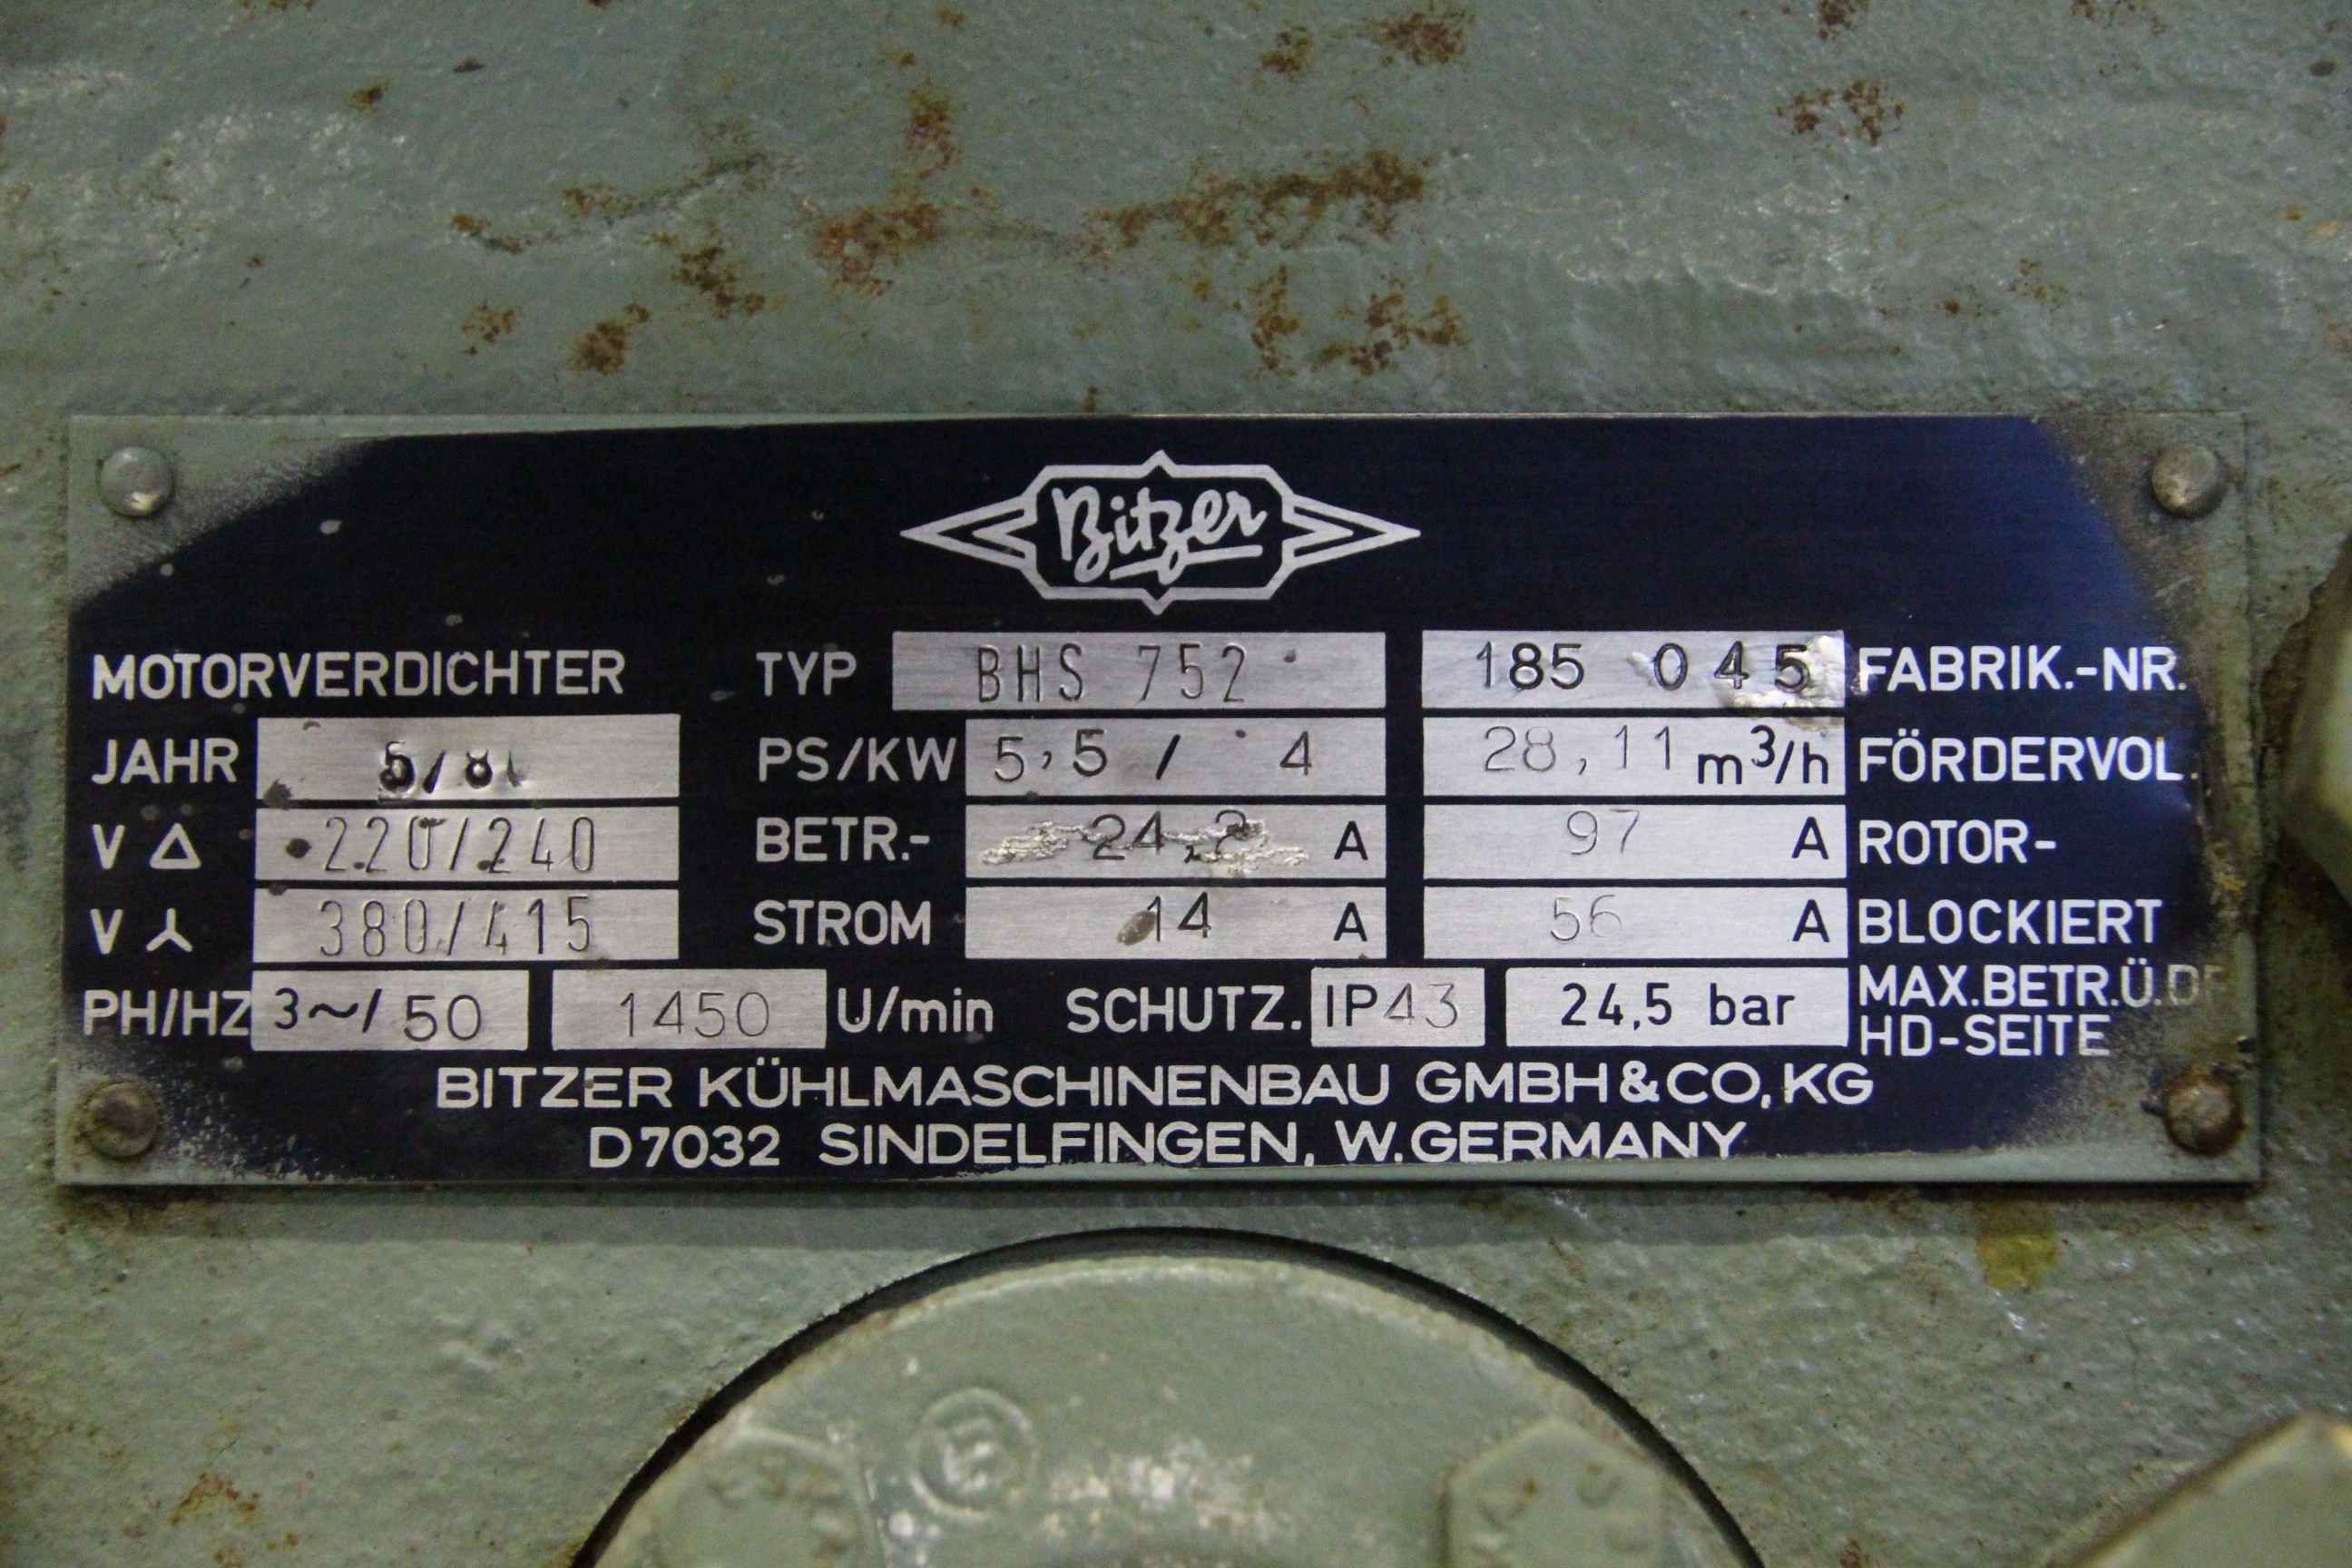 Bitzer
MOTORVERDICHTER TYP BHS 752 185 045 FABRIK.-NR.
JAHR PS/KW 5,5 / 4 28,11 m³/h FÖRDERVOL.
V △ 220/240 BETR.- 24,2 A 97 A ROTOR-
V 380/415 STROM 14 A 56 A BLOCKIERT
PH/HZ 3~/ 50 1450 U/min SCHUTZ. IP43 24,5 bar MAX.BETR.Ü.
HD-SEITE
BITZER KÜHLMASCHINENBAU GMBH & CO. KG
D7032 SINDELFINGEN, W.GERMANY